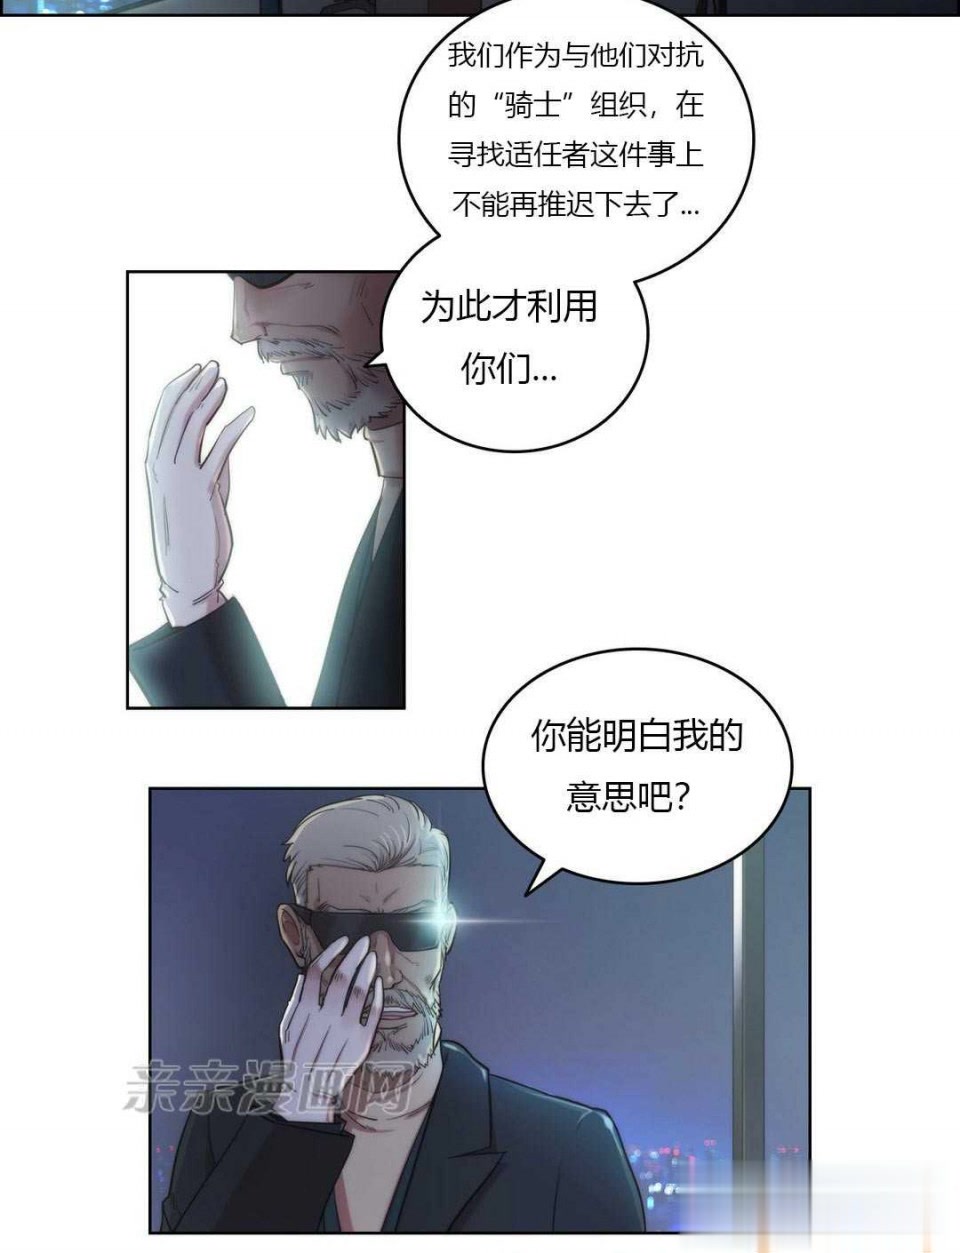 我们作为与他们对抗
的“骑士”组织，在
寻找适任者这件事上
不能再推迟下去了...
为此才利用
你们...
你能明白我的
意思吧？
亲亲漫画网